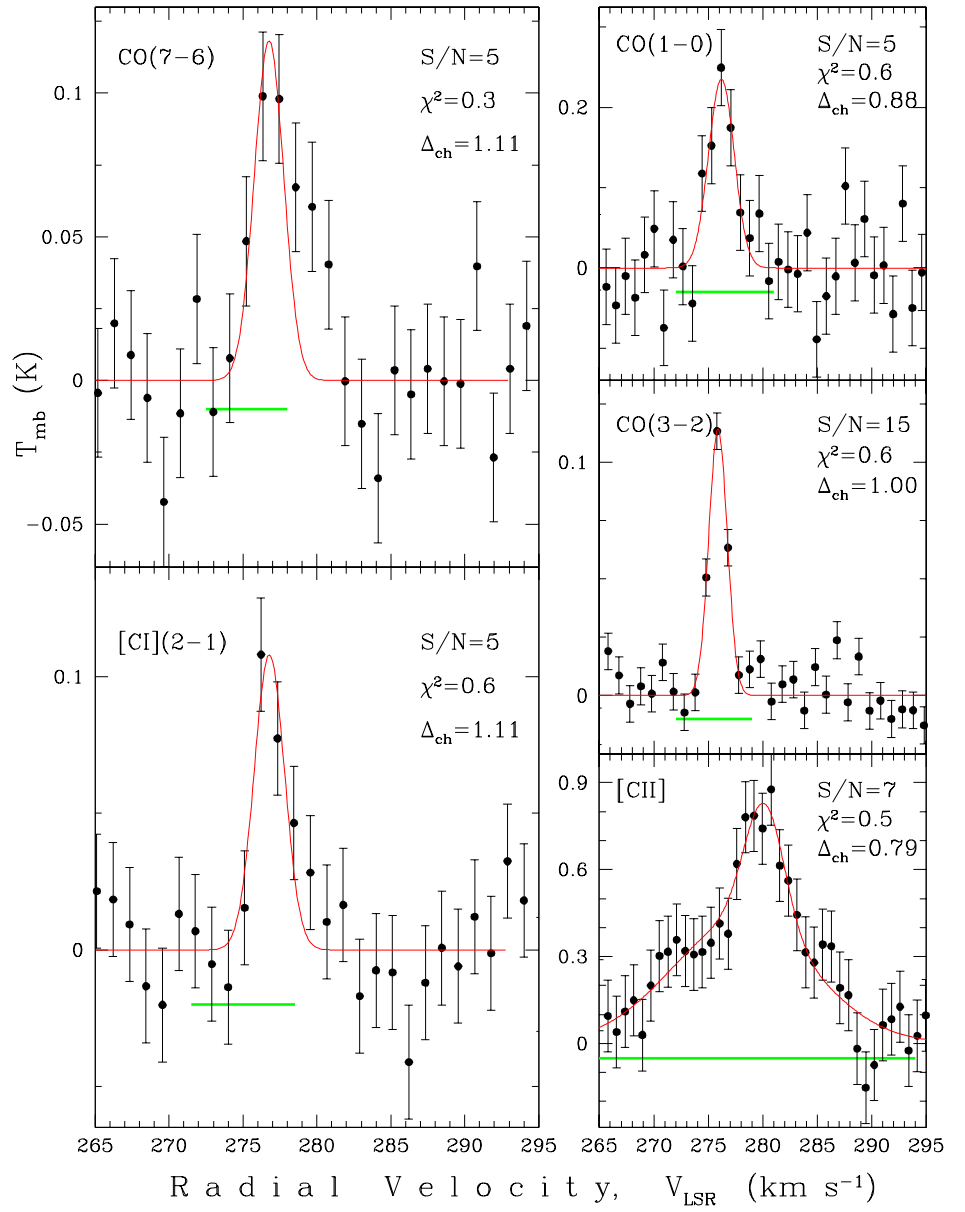 CO(7−6)
S/N=5
χ²=0.3
Δch=1.11
0.1
0.05
0
−0.05
Tmb (K)
[CI](2−1)
S/N=5
χ²=0.6
Δch=1.11
0.1
0
265 270 275 280 285 290 295
CO(1−0)
S/N=5
χ²=0.6
Δch=0.88
0.2
0
CO(3−2)
S/N=15
χ²=0.6
Δch=1.00
0.1
0
[CII]
S/N=7
χ²=0.5
Δch=0.79
0.9
0.6
0.3
0
265 270 275 280 285 290 295
Radial Velocity, VLSR (km s⁻¹)